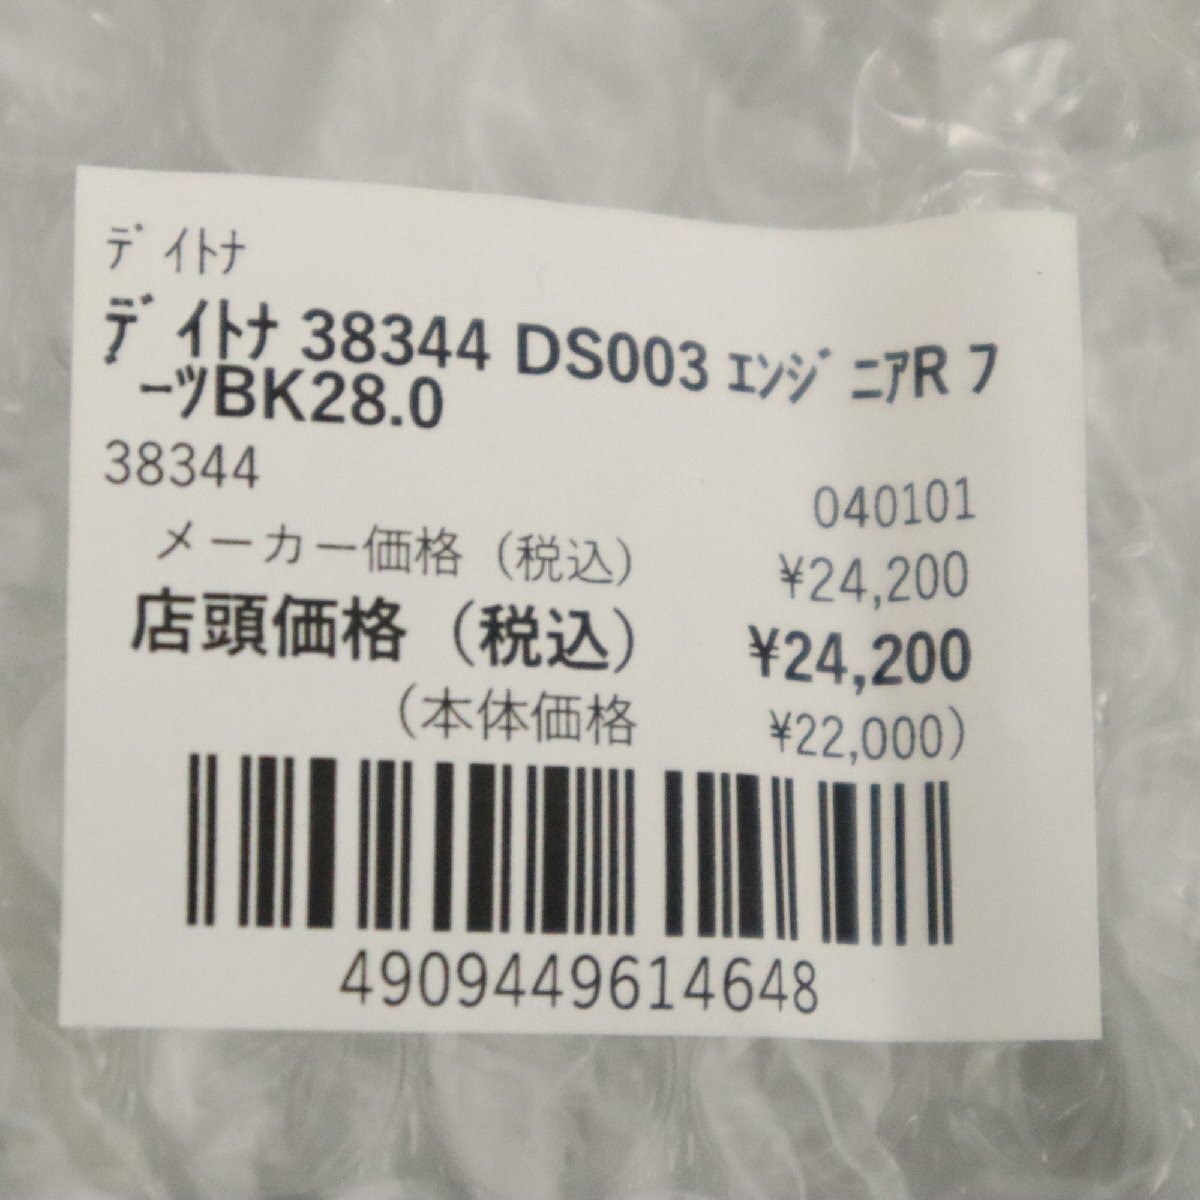 ﾃﾞｲﾄﾅ
ﾃﾞｲﾄﾅ 38344 DS003 ｴﾝｼﾞﾆｱR ﾌ
ﾞｰﾂBK28.0
38344
040101
メーカー価格（税込） ¥24,200
店頭価格（税込） ¥24,200
（本体価格 ¥22,000）
4909449614648